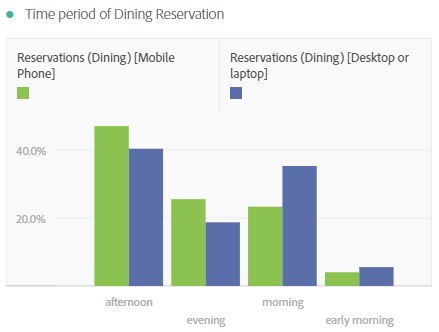 Time period of Dining Reservation
Reservations (Dining) [Mobile
Phone]
Reservations (Dining) [Desktop or
laptop]
40.0%
20.0%
afternoon
evening
morning
early morning